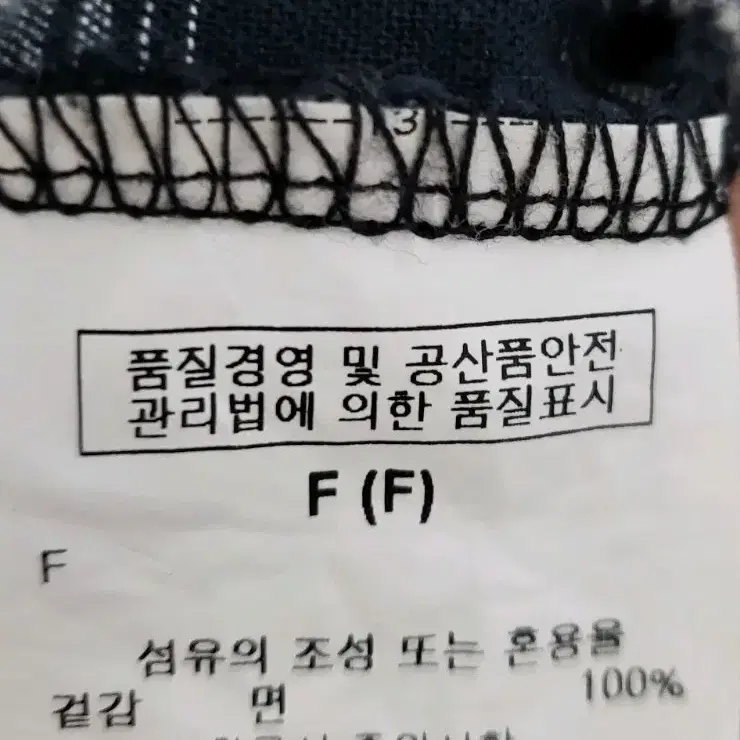 3
품질경영 및 공산품안전
관리법에 의한 품질표시
F (F)
F
섬유의 조성 또는 혼용율
겉감 면 100%